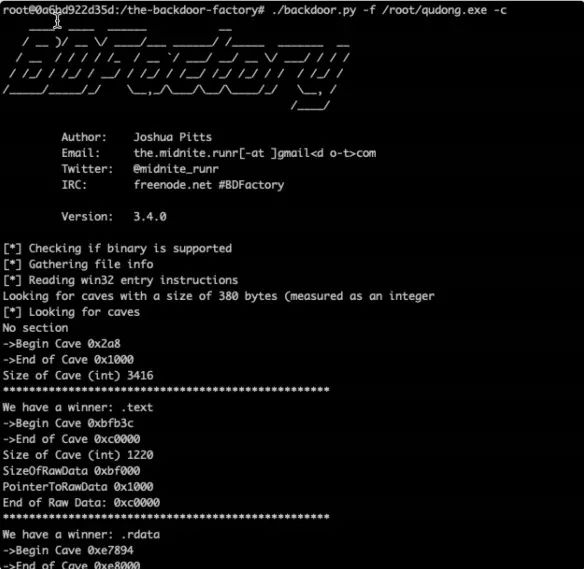 root@0a6bd922d35d:/the-backdoor-factory# ./backdoor.py -f /root/qudong.exe -c
BDFactory
Author: Joshua Pitts
Email: the.midnite.runr[-at ]gmail<d o-t>com
Twitter: @midnite_runr
IRC: freenode.net #BDFactory
Version: 3.4.0
[*] Checking if binary is supported
[*] Gathering file info
[*] Reading win32 entry instructions
Looking for caves with a size of 380 bytes (measured as an integer
[*] Looking for caves
No section
->Begin Cave 0x2a8
->End of Cave 0x1000
Size of Cave (int) 3416
**************************************************
We have a winner: .text
->Begin Cave 0xbfb3c
->End of Cave 0xc0000
Size of Cave (int) 1220
SizeOfRawData 0xbf000
PointerToRawData 0x1000
End of Raw Data: 0xc0000
**************************************************
We have a winner: .rdata
->Begin Cave 0xe7894
->End of Cave 0xe8000